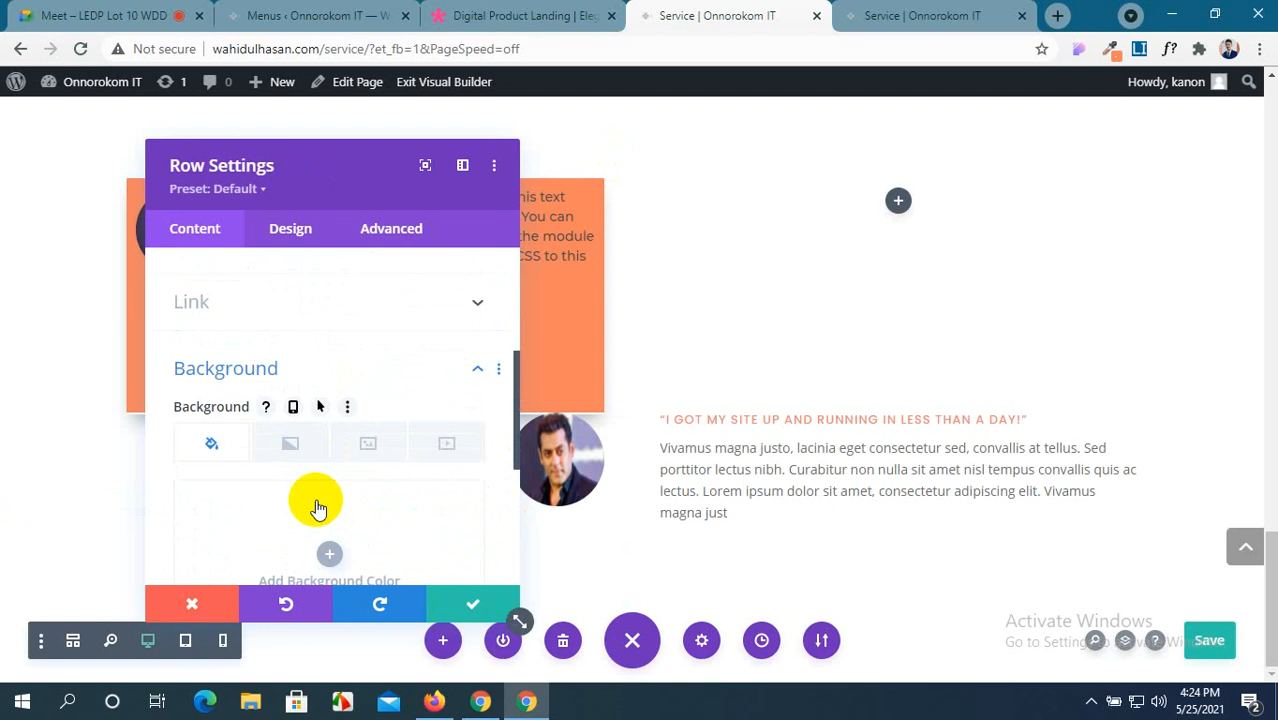 Meet – LEDP Lot 10 WDD
Menus ‹ Onnorokom IT — W
Digital Product Landing | Eleg
Service | Onnorokom IT
Service | Onnorokom IT
Not secure
wahidulhasan.com/service/?et_fb=1&PageSpeed=off
Onnorokom IT
1
0
New
Edit Page
Exit Visual Builder
Howdy, kanon
Row Settings
Preset: Default
Content
Design
Advanced
his text
You can
the module
CSS to this
Link
Background
Background
Add Background Color
“I GOT MY SITE UP AND RUNNING IN LESS THAN A DAY!”
Vivamus magna justo, lacinia eget consectetur sed, convallis at tellus. Sed
porttitor lectus nibh. Curabitur non nulla sit amet nisl tempus convallis quis ac
lectus. Lorem ipsum dolor sit amet, consectetur adipiscing elit. Vivamus
magna just
Activate Windows
Go to Setting
Save
4:24 PM
5/25/2021
2